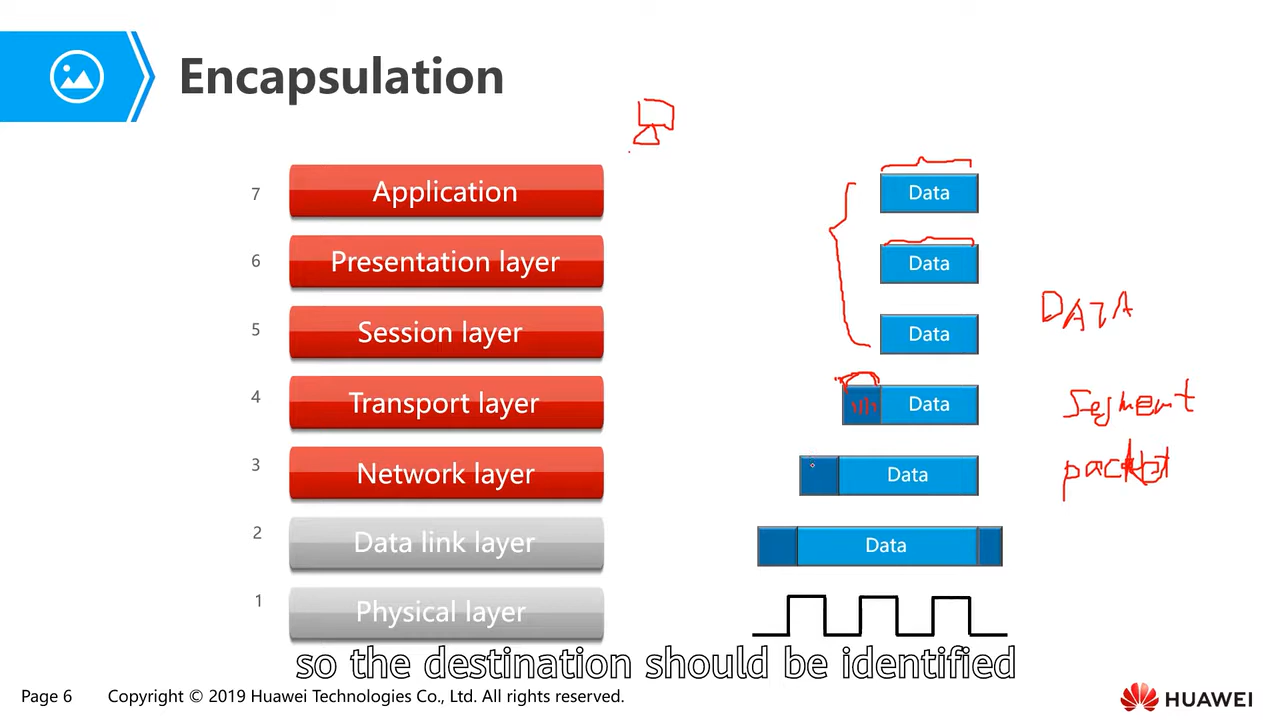 Encapsulation
7 Application Data
6 Presentation layer Data
5 Session layer Data
DATA
4 Transport layer Data Segment
3 Network layer Data packet
2 Data link layer Data
1 Physical layer
so the destination should be identified
Page 6 Copyright © 2019 Huawei Technologies Co., Ltd. All rights reserved. HUAWEI